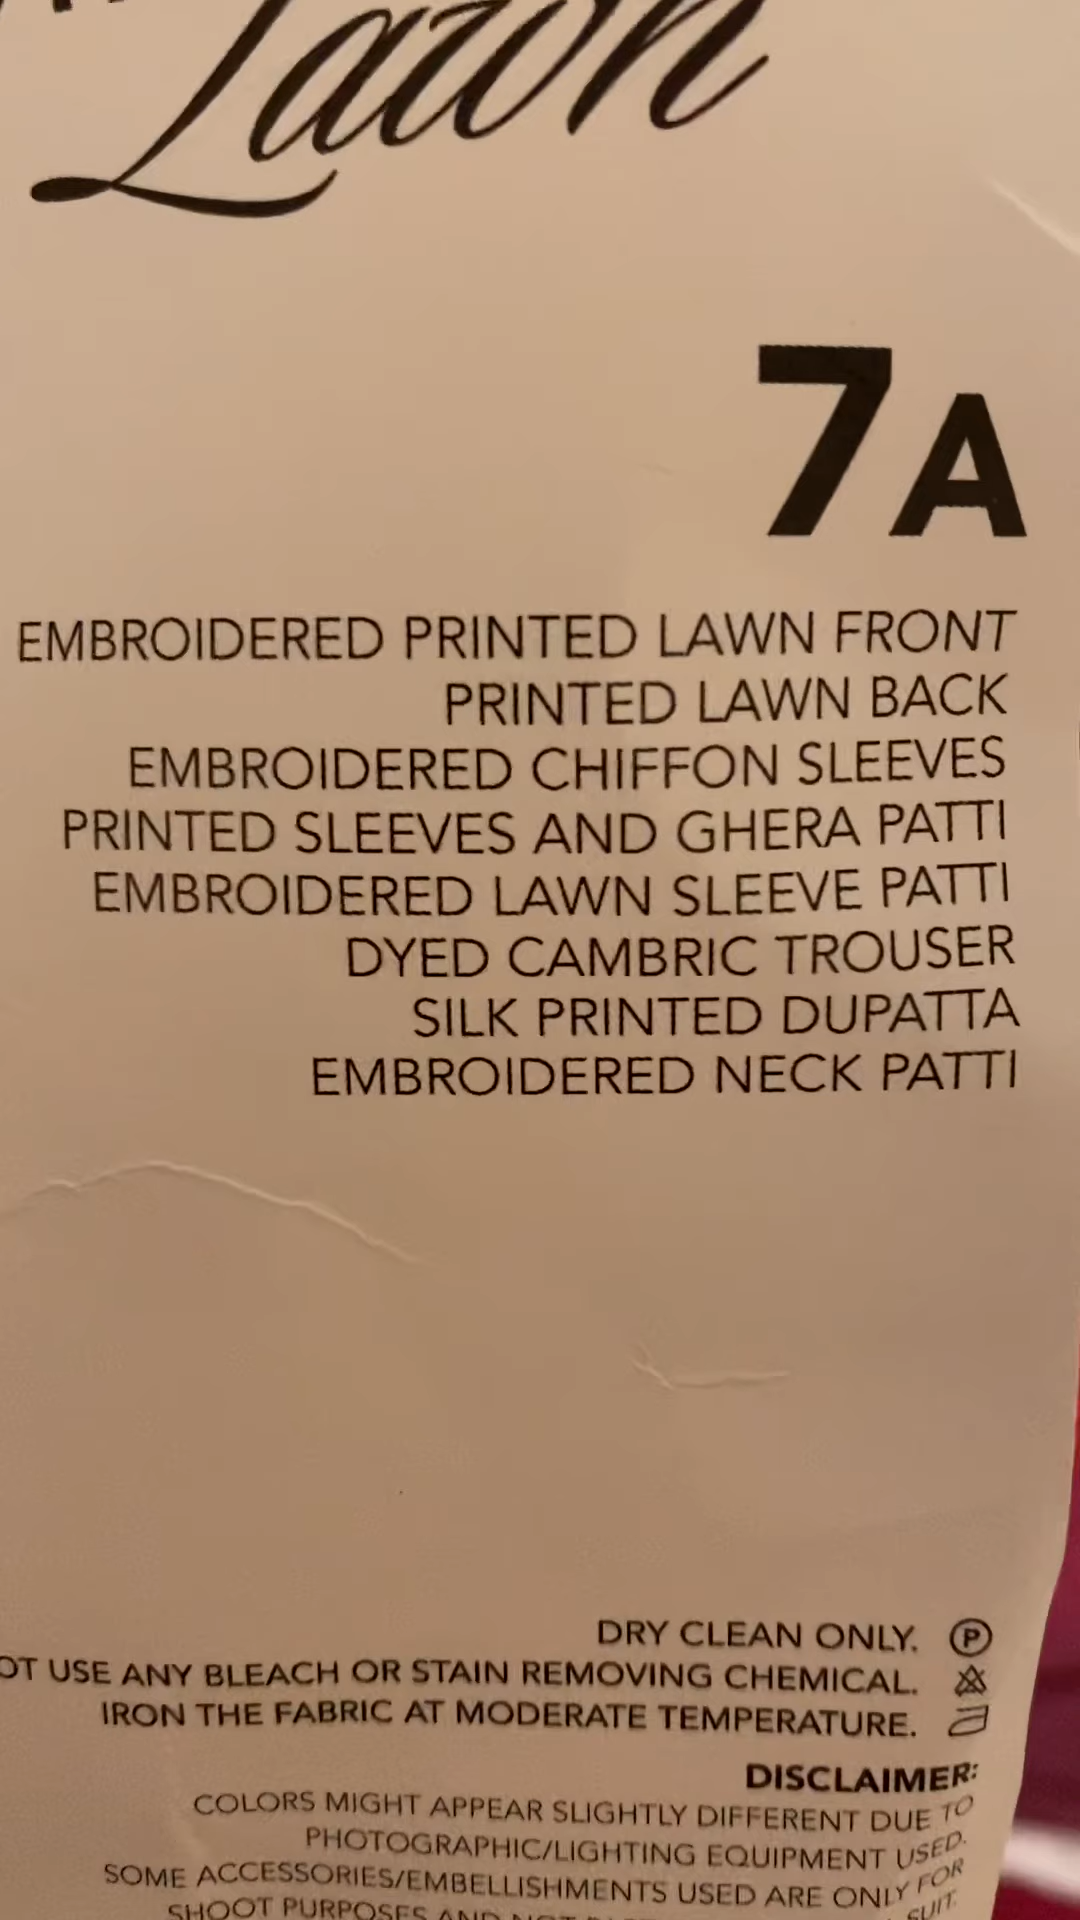 Lawn
7A
EMBROIDERED PRINTED LAWN FRONT
PRINTED LAWN BACK
EMBROIDERED CHIFFON SLEEVES
PRINTED SLEEVES AND GHERA PATTI
EMBROIDERED LAWN SLEEVE PATTI
DYED CAMBRIC TROUSER
SILK PRINTED DUPATTA
EMBROIDERED NECK PATTI
DRY CLEAN ONLY. P
OT USE ANY BLEACH OR STAIN REMOVING CHEMICAL.
IRON THE FABRIC AT MODERATE TEMPERATURE.
DISCLAIMER:
COLORS MIGHT APPEAR SLIGHTLY DIFFERENT DUE TO
PHOTOGRAPHIC/LIGHTING EQUIPMENT USED.
SOME ACCESSORIES/EMBELLISHMENTS USED ARE ONLY FOR
SHOOT PURPOSES AND NOT SUIT.